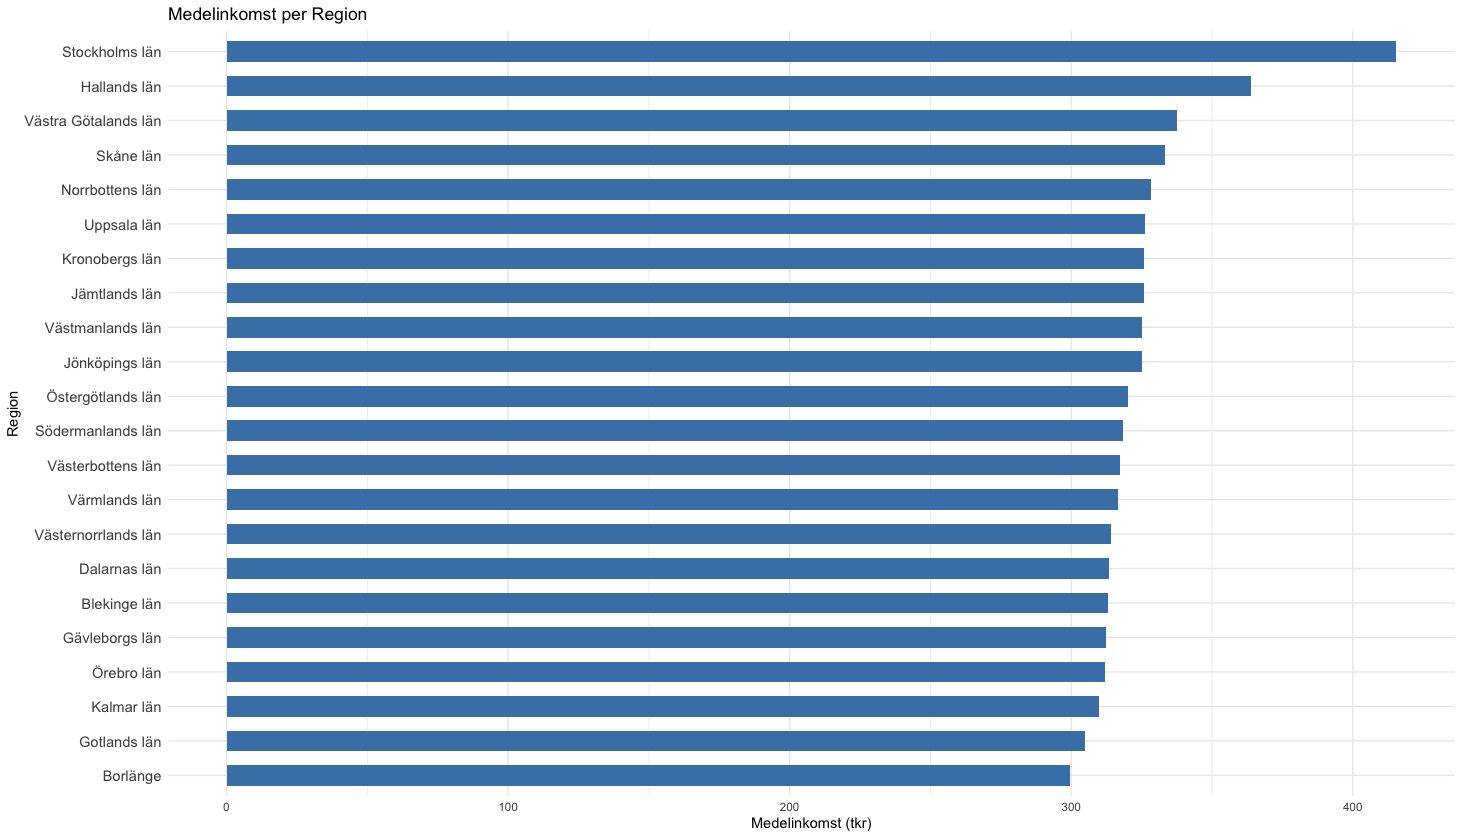 Medelinkomst per Region
Stockholms län
Hallands län
Västra Götalands län
Skåne län
Norrbottens län
Uppsala län
Kronobergs län
Jämtlands län
Västmanlands län
Jönköpings län
Östergötlands län
Södermanlands län
Västerbottens län
Värmlands län
Västernorrlands län
Dalarnas län
Blekinge län
Gävleborgs län
Örebro län
Kalmar län
Gotlands län
Borlänge
Region
0 100 200 300 400
Medelinkomst (tkr)